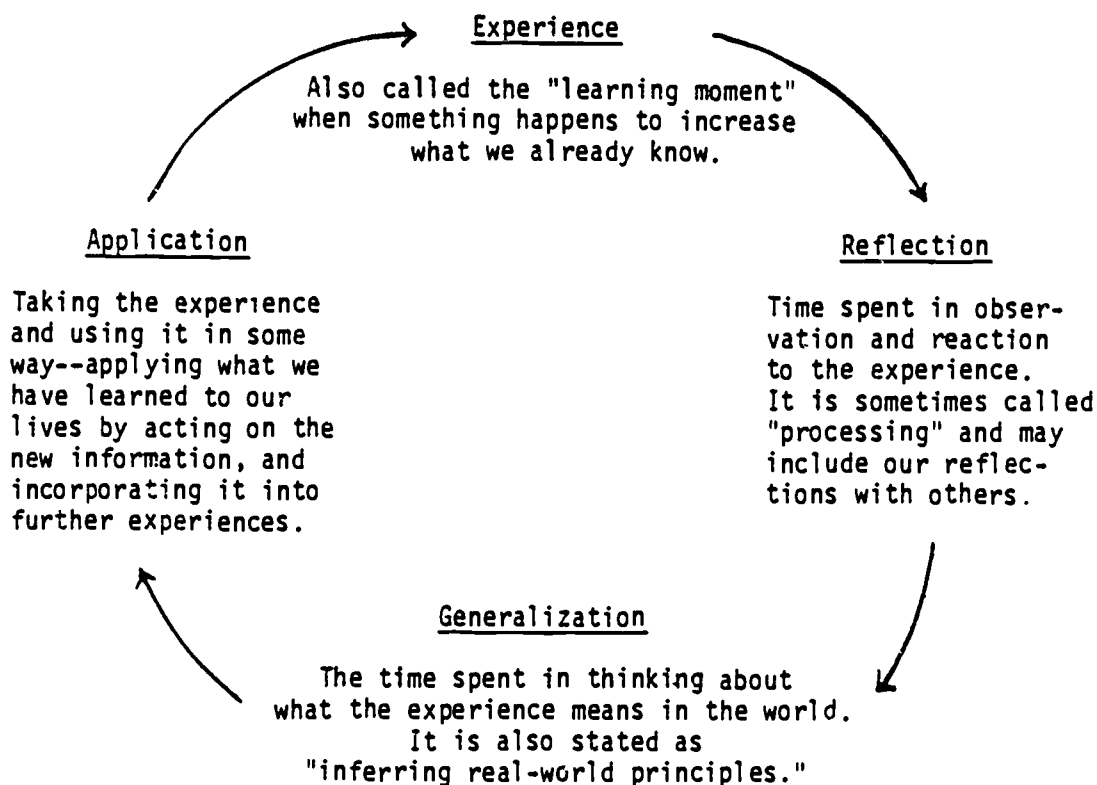 Experience
Also called the "learning moment"
when something happens to increase
what we already know.
Application
Taking the experience
and using it in some
way--applying what we
have learned to our
lives by acting on the
new information, and
incorporating it into
further experiences.
Reflection
Time spent in obser-
vation and reaction
to the experience.
It is sometimes called
"processing" and may
include our reflec-
tions with others.
Generalization
The time spent in thinking about
what the experience means in the world.
It is also stated as
"inferring real-world principles."